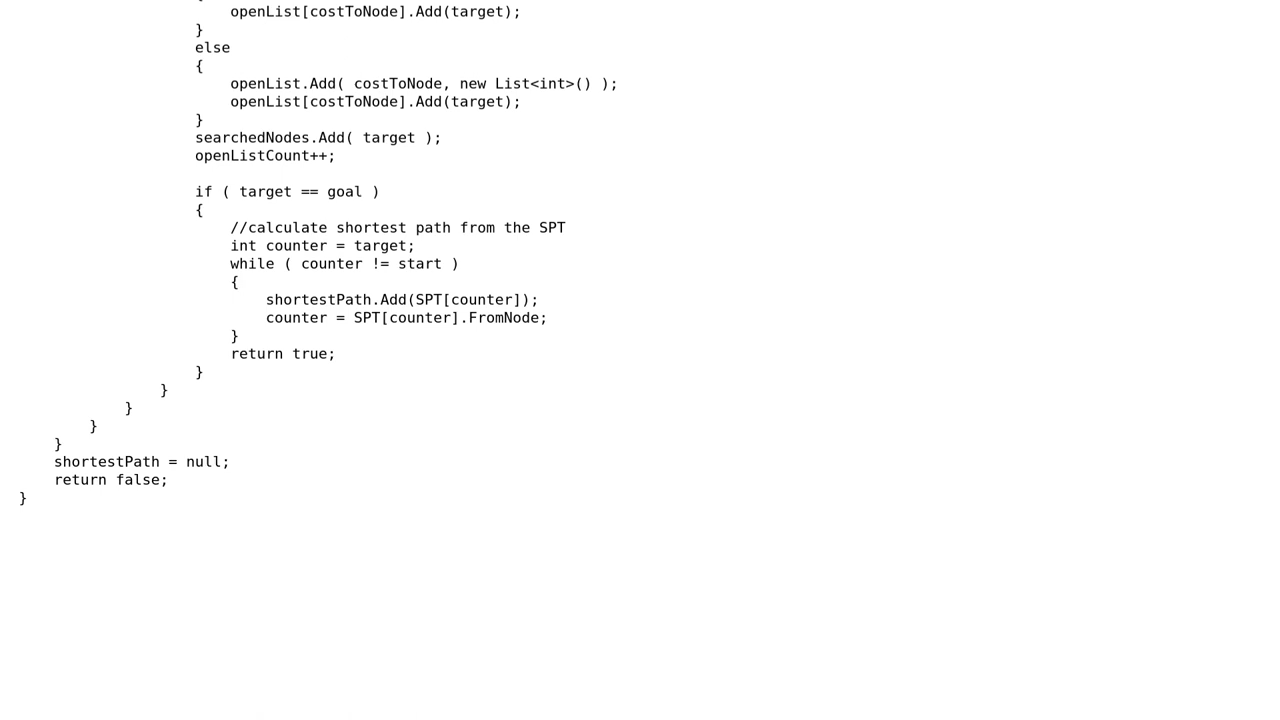 openList[costToNode].Add(target);
}
else
{
openList.Add( costToNode, new List<int>() );
openList[costToNode].Add(target);
}
searchedNodes.Add( target );
openListCount++;
if ( target == goal )
{
//calculate shortest path from the SPT
int counter = target;
while ( counter != start )
{
shortestPath.Add(SPT[counter]);
counter = SPT[counter].FromNode;
}
return true;
}
}
}
}
}
shortestPath = null;
return false;
}